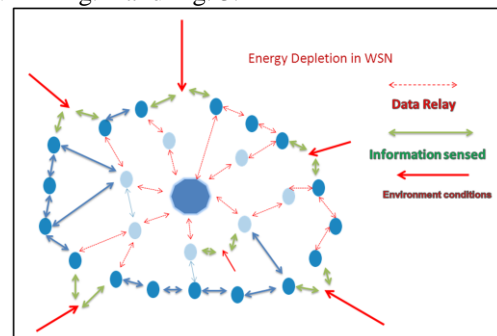 Energy Depletion in WSN
Data Relay
Information sensed
Environment conditions